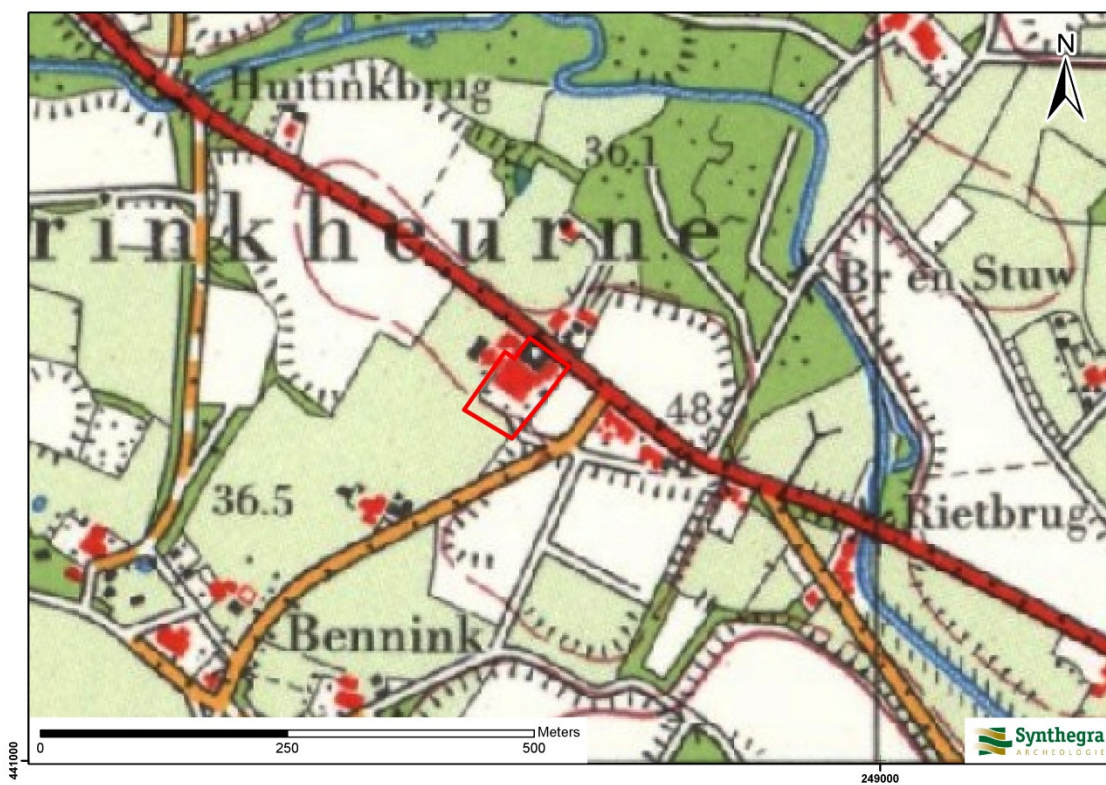 N
Huitinkbrug
36.1
rinkheurne
Br en Stuw
48
36.5
Rietbrug
Bennink
Meters
0 250 500
Synthegra
ARCHEOLOGIE
441000
249000